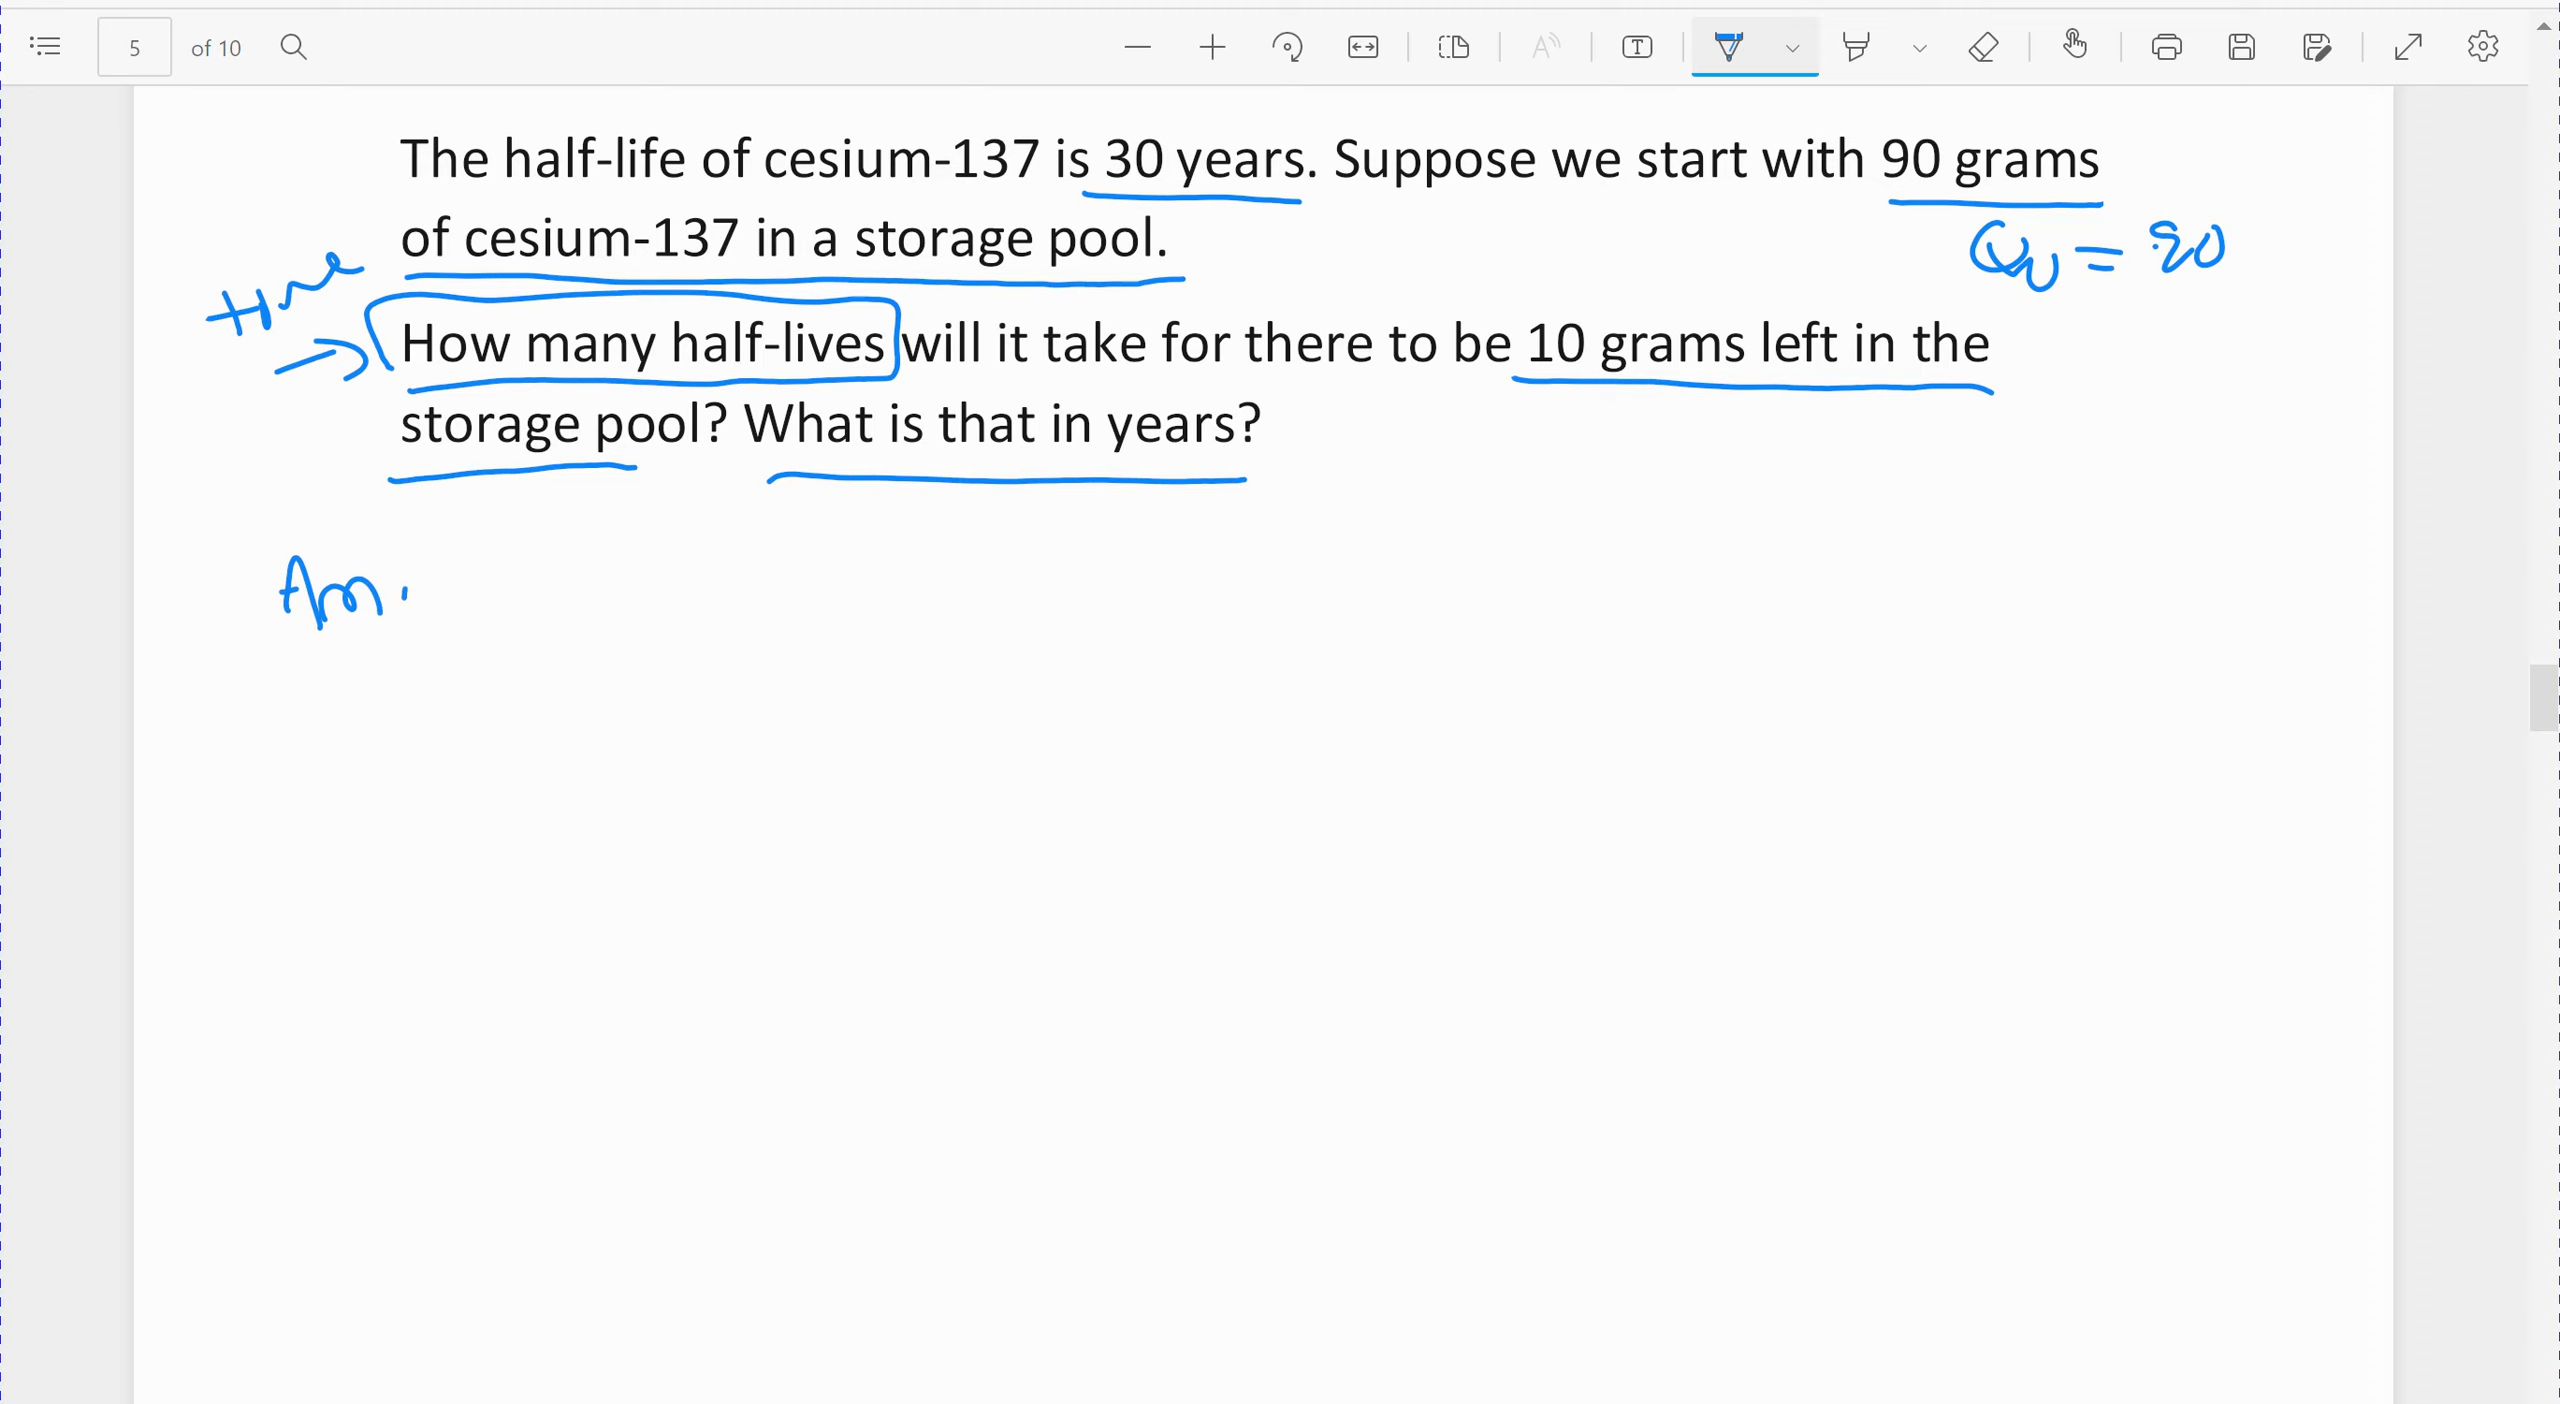 5 of 10
The half-life of cesium-137 is 30 years. Suppose we start with 90 grams
of cesium-137 in a storage pool.
= 90
time
How many half-lives will it take for there to be 10 grams left in the
storage pool? What is that in years?